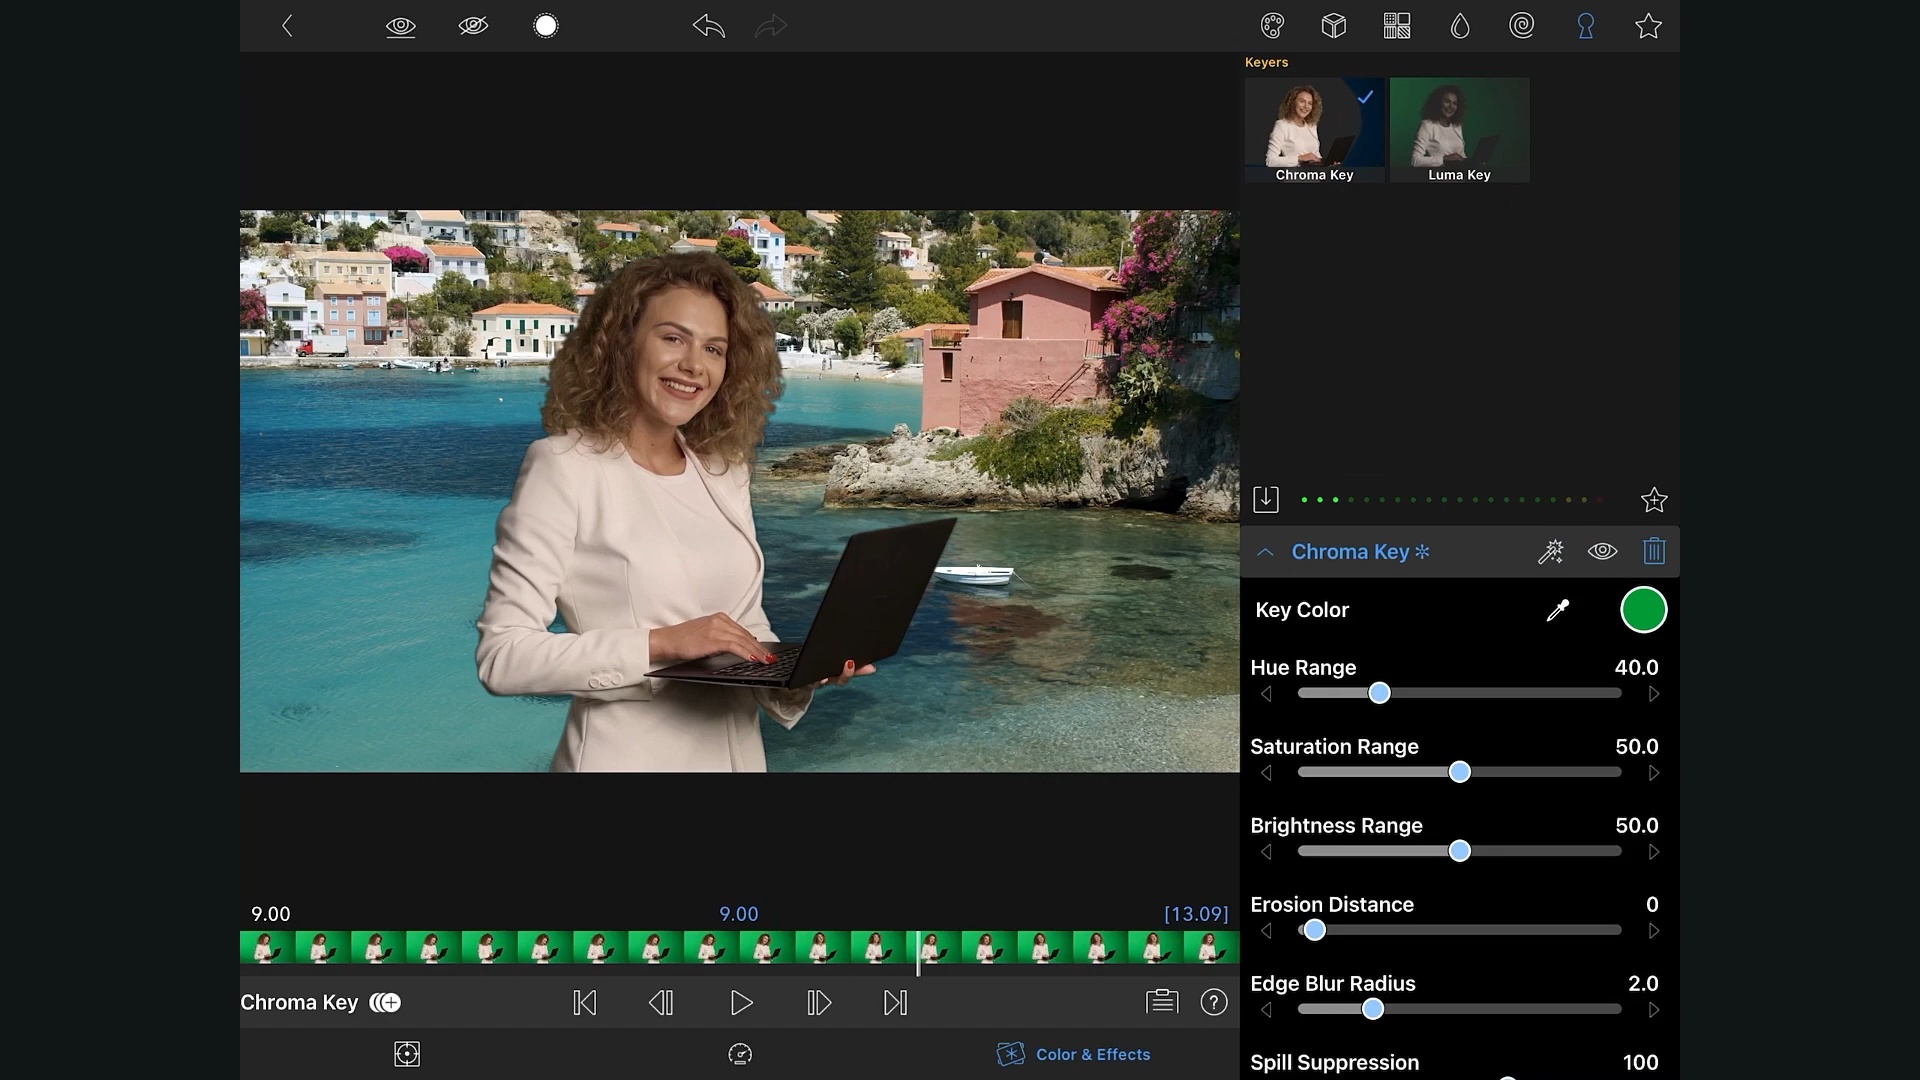 Keyers
Chroma Key
Luma Key
Chroma Key
Key Color
Hue Range 40.0
Saturation Range 50.0
Brightness Range 50.0
Erosion Distance 0
Edge Blur Radius 2.0
Spill Suppression 100
9.00 9.00 [13.09]
Chroma Key
Color & Effects